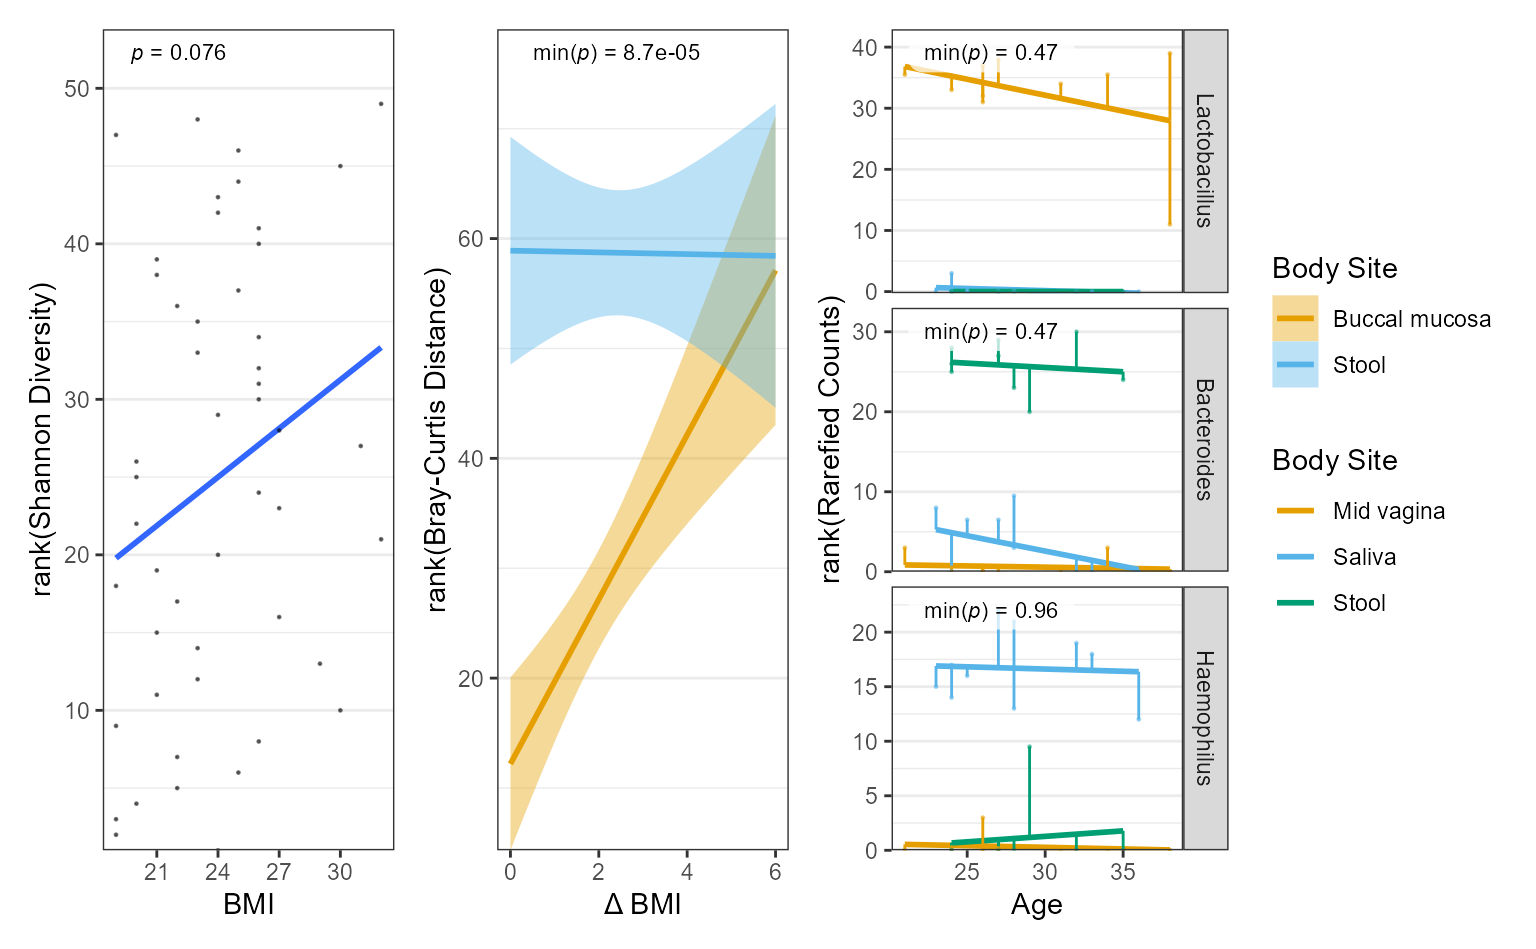 p = 0.076
rank(Shannon Diversity)
50
40
30
20
10
21 24 27 30
BMI
min(p) = 8.7e-05
rank(Bray-Curtis Distance)
60
40
20
0 2 4 6
Δ BMI
rank(Rarefied Counts)
min(p) = 0.47
40
30
20
10
0
Lactobacillus
min(p) = 0.47
30
20
10
0
Bacteroides
min(p) = 0.96
20
15
10
5
0
Haemophilus
25 30 35
Age
Body Site
Buccal mucosa
Stool
Body Site
Mid vagina
Saliva
Stool